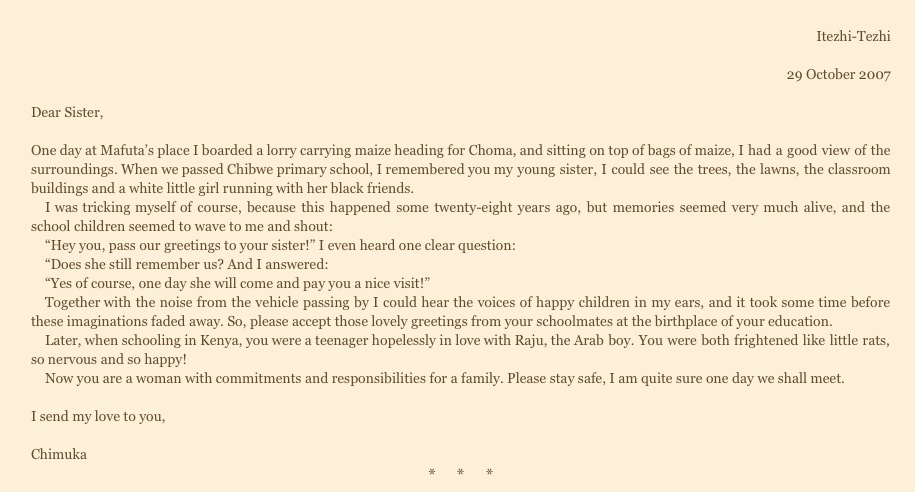 Itezhi-Tezhi
29 October 2007
Dear Sister,
One day at Mafuta's place I boarded a lorry carrying maize heading for Choma, and sitting on top of bags of maize, I had a good view of the
surroundings. When we passed Chibwe primary school, I remembered you my young sister, I could see the trees, the lawns, the classroom
buildings and a white little girl running with her black friends.
I was tricking myself of course, because this happened some twenty-eight years ago, but memories seemed very much alive, and the
school children seemed to wave to me and shout:
“Hey you, pass our greetings to your sister!” I even heard one clear question:
“Does she still remember us? And I answered:
“Yes of course, one day she will come and pay you a nice visit!”
Together with the noise from the vehicle passing by I could hear the voices of happy children in my ears, and it took some time before
these imaginations faded away. So, please accept those lovely greetings from your schoolmates at the birthplace of your education.
Later, when schooling in Kenya, you were a teenager hopelessly in love with Raju, the Arab boy. You were both frightened like little rats,
so nervous and so happy!
Now you are a woman with commitments and responsibilities for a family. Please stay safe, I am quite sure one day we shall meet.
I send my love to you,
Chimuka
* * *